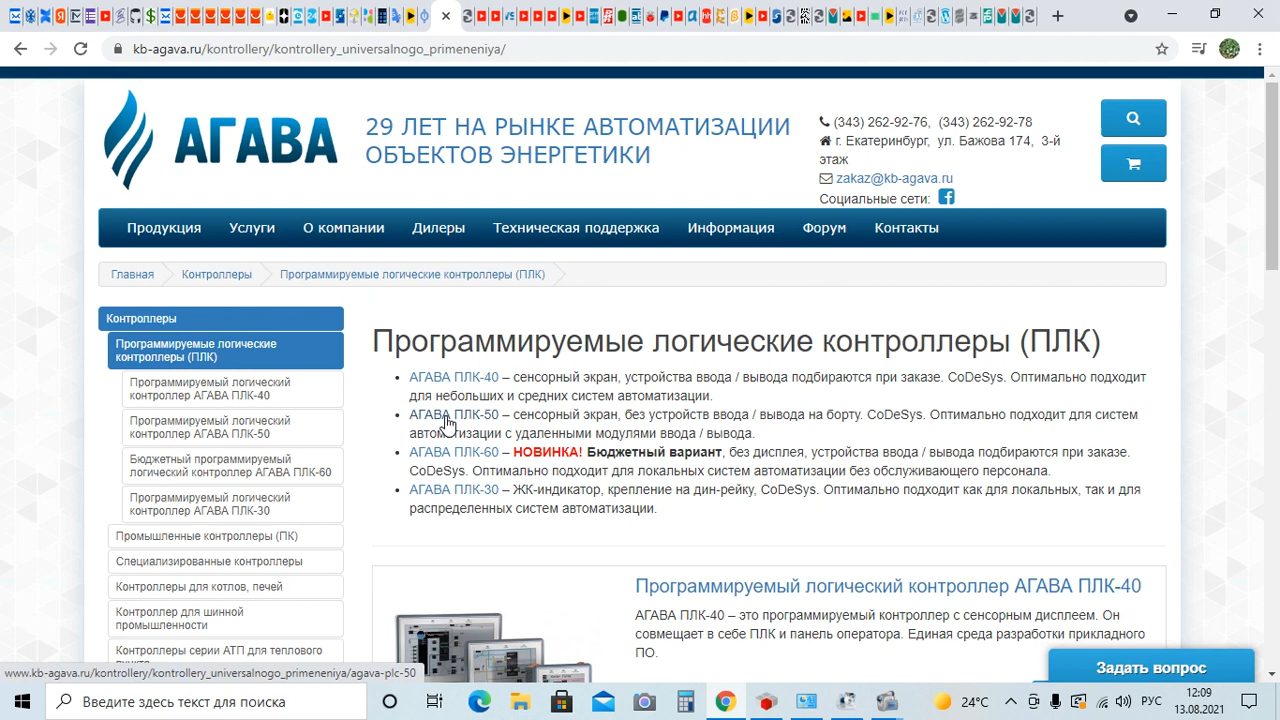 kb-agava.ru/kontrollery/kontrollery_universalnogo_primeneniya/
АГАВА
29 ЛЕТ НА РЫНКЕ АВТОМАТИЗАЦИИ
ОБЪЕКТОВ ЭНЕРГЕТИКИ
(343) 262-92-76, (343) 262-92-78
г. Екатеринбург, ул. Бажова 174, 3-й
этаж
zakaz@kb-agava.ru
Социальные сети:
Продукция Услуги О компании Дилеры Техническая поддержка Информация Форум Контакты
Главная Контроллеры Программируемые логические контроллеры (ПЛК)
Контроллеры
Программируемые логические
контроллеры (ПЛК)
Программируемый логический
контроллер АГАВА ПЛК-40
Программируемый логический
контроллер АГАВА ПЛК-50
Бюджетный программируемый
логический контроллер АГАВА ПЛК-60
Программируемый логический
контроллер АГАВА ПЛК-30
Промышленные контроллеры (ПК)
Специализированные контроллеры
Контроллеры для котлов, печей
Контроллер для шинной
промышленности
Контроллеры серии АТП для теплового
пункта
Программируемые логические контроллеры (ПЛК)
АГАВА ПЛК-40 – сенсорный экран, устройства ввода / вывода подбираются при заказе. CoDeSys. Оптимально подходит
для небольших и средних систем автоматизации.
АГАВА ПЛК-50 – сенсорный экран, без устройств ввода / вывода на борту. CoDeSys. Оптимально подходит для систем
автоматизации с удаленными модулями ввода / вывода.
АГАВА ПЛК-60 – НОВИНКА! Бюджетный вариант, без дисплея, устройства ввода / вывода подбираются при заказе.
CoDeSys. Оптимально подходит для локальных систем автоматизации без обслуживающего персонала.
АГАВА ПЛК-30 – ЖК-индикатор, крепление на дин-рейку, CoDeSys. Оптимально подходит как для локальных, так и для
распределенных систем автоматизации.
Программируемый логический контроллер АГАВА ПЛК-40
АГАВА ПЛК-40 – это программируемый контроллер с сенсорным дисплеем. Он
совмещает в себе ПЛК и панель оператора. Единая среда разработки прикладного
ПО.
Задать вопрос
www.kb-agava.ru/kontrollery/kontrollery_universalnogo_primeneniya/agava-plc-50
Введите здесь текст для поиска
24°C
РУС
12:09
13.08.2021